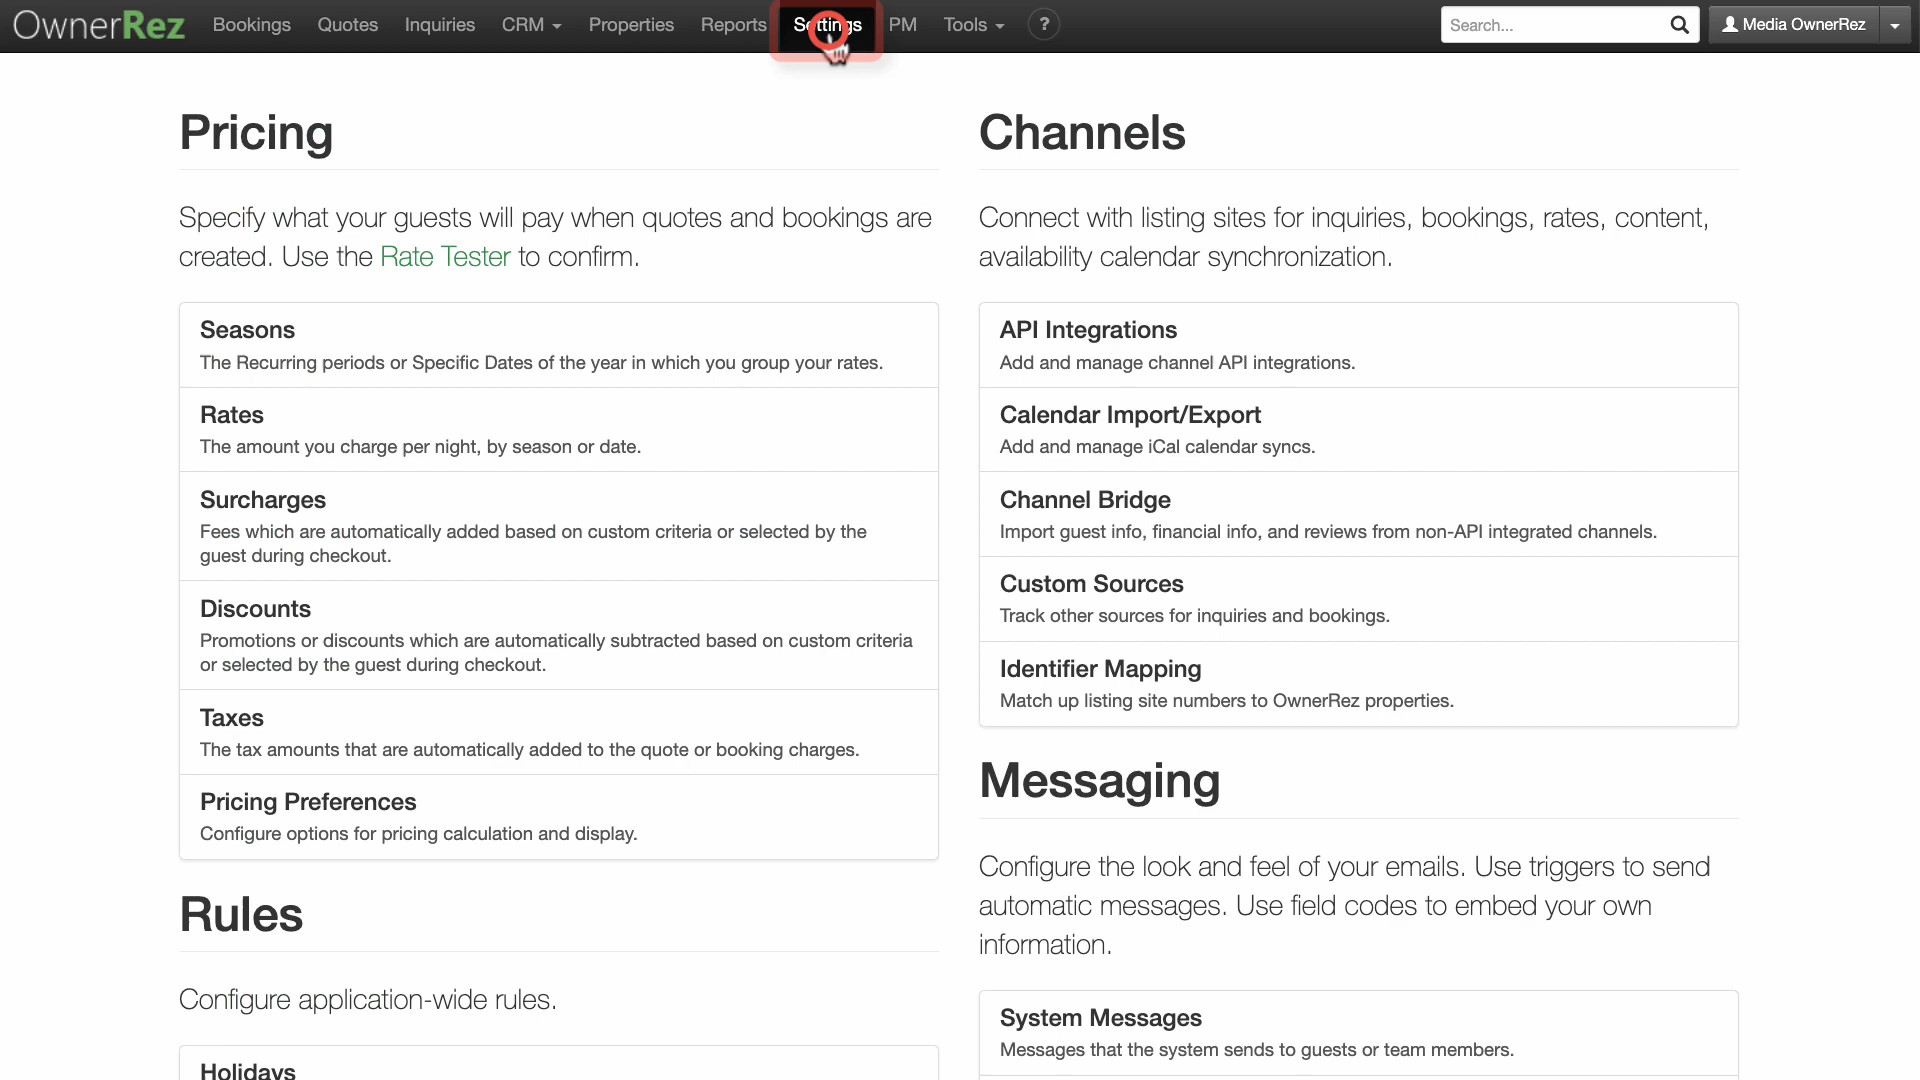 OwnerRez Bookings Quotes Inquiries CRM Properties Reports Settings PM Tools ? Search... Media OwnerRez
Pricing
Specify what your guests will pay when quotes and bookings are
created. Use the Rate Tester to confirm.
Seasons
The Recurring periods or Specific Dates of the year in which you group your rates.
Rates
The amount you charge per night, by season or date.
Surcharges
Fees which are automatically added based on custom criteria or selected by the
guest during checkout.
Discounts
Promotions or discounts which are automatically subtracted based on custom criteria
or selected by the guest during checkout.
Taxes
The tax amounts that are automatically added to the quote or booking charges.
Pricing Preferences
Configure options for pricing calculation and display.
Rules
Configure application-wide rules.
Holidays
Channels
Connect with listing sites for inquiries, bookings, rates, content,
availability calendar synchronization.
API Integrations
Add and manage channel API integrations.
Calendar Import/Export
Add and manage iCal calendar syncs.
Channel Bridge
Import guest info, financial info, and reviews from non-API integrated channels.
Custom Sources
Track other sources for inquiries and bookings.
Identifier Mapping
Match up listing site numbers to OwnerRez properties.
Messaging
Configure the look and feel of your emails. Use triggers to send
automatic messages. Use field codes to embed your own
information.
System Messages
Messages that the system sends to guests or team members.